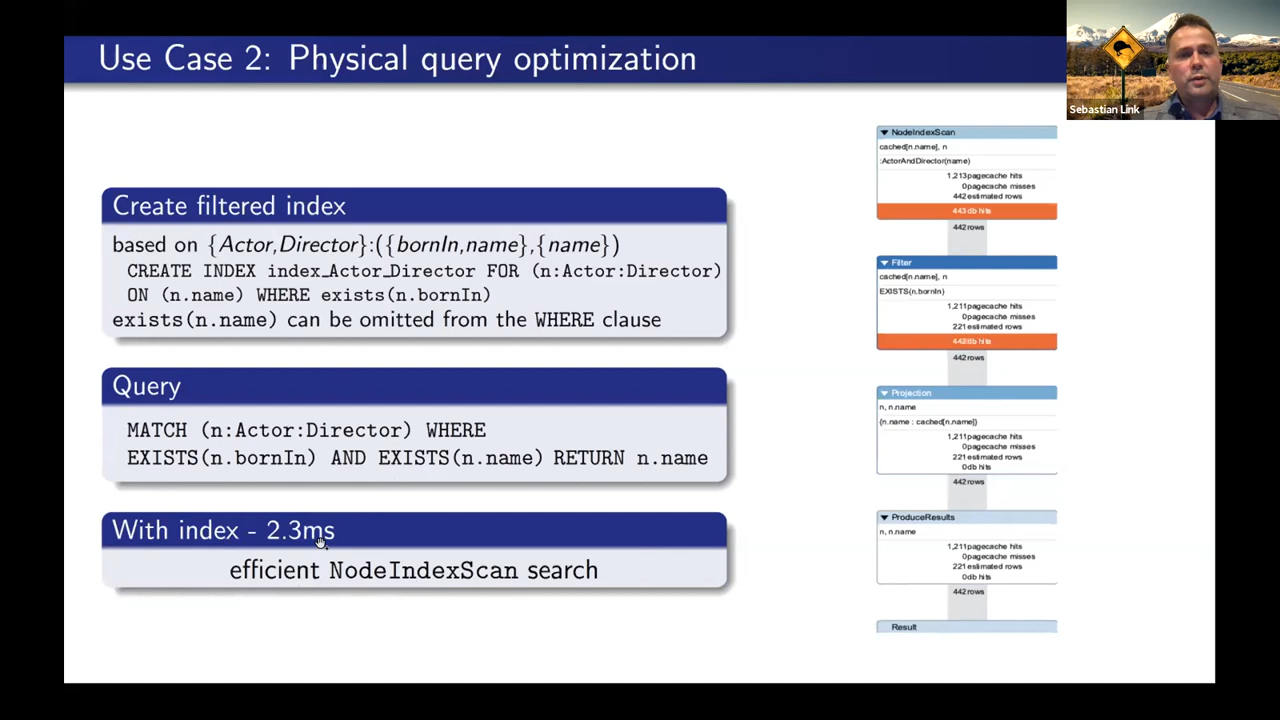 Use Case 2: Physical query optimization
Sebastian Link
Create filtered index
based on {Actor,Director}:({bornIn,name},{name})
CREATE INDEX index_Actor_Director FOR (n:Actor:Director)
ON (n.name) WHERE exists(n.bornIn)
exists(n.name) can be omitted from the WHERE clause
Query
MATCH (n:Actor:Director) WHERE
EXISTS(n.bornIn) AND EXISTS(n.name) RETURN n.name
With index - 2.3ms
efficient NodeIndexScan search
NodeIndexScan
cached[n.name], n
:ActorAndDirector(name)
1,213 pagecache hits
0 pagecache misses
442 estimated rows
443 db hits
442 rows
Filter
cached[n.name], n
EXISTS(n.bornIn)
1,211 pagecache hits
0 pagecache misses
221 estimated rows
442 db hits
442 rows
Projection
n, n.name
{n.name : cached[n.name]}
1,211 pagecache hits
0 pagecache misses
221 estimated rows
0 db hits
442 rows
ProduceResults
n, n.name
1,211 pagecache hits
0 pagecache misses
221 estimated rows
0 db hits
442 rows
Result